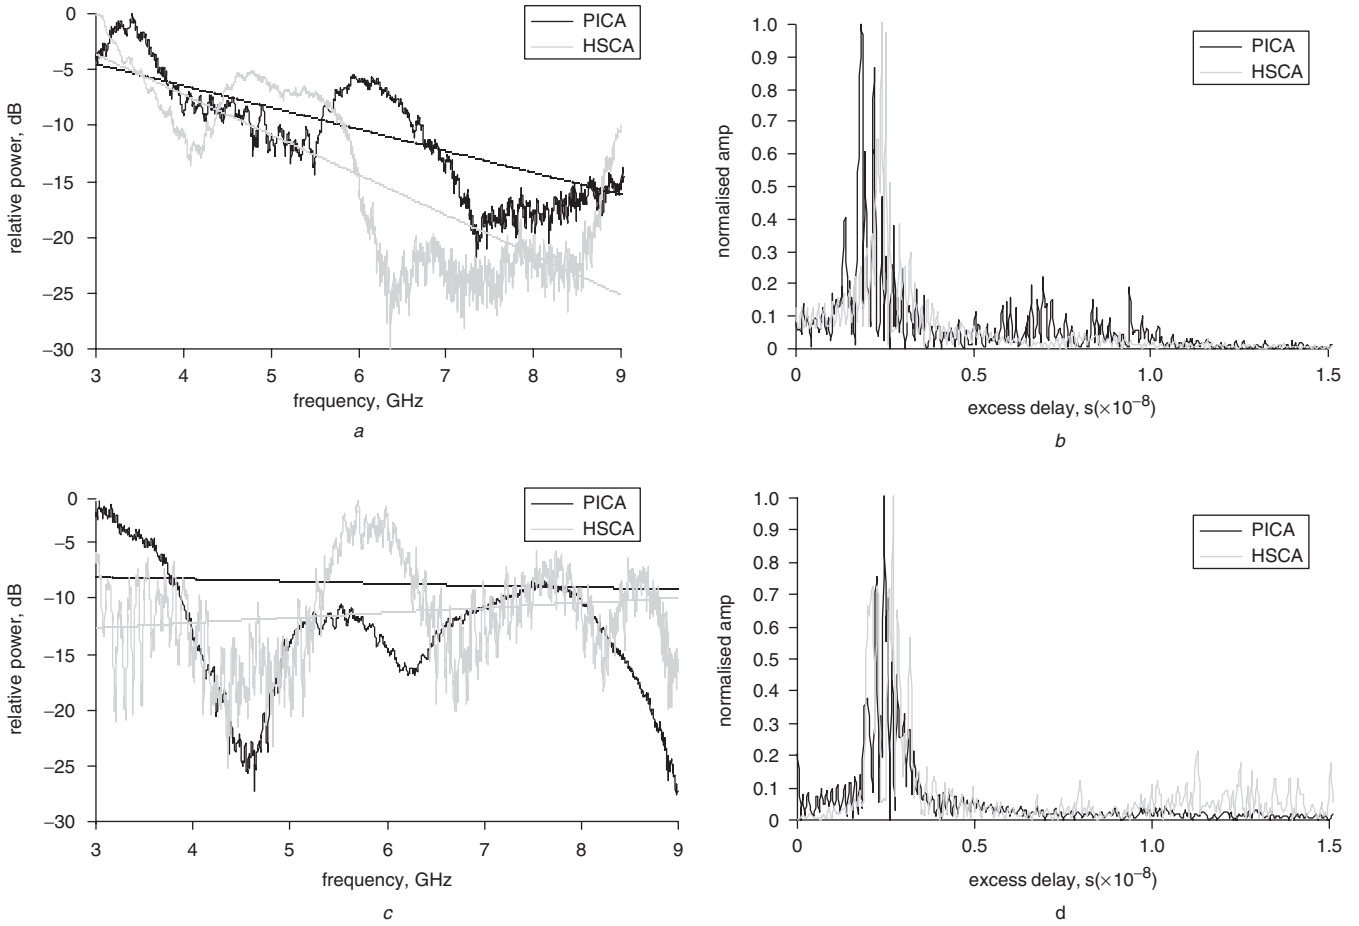 0
−5
−10
−15
−20
−25
−30
relative power, dB
3 4 5 6 7 8 9
frequency, GHz
PICA
HSCA
a
1.0
0.9
0.8
0.7
0.6
0.5
0.4
0.3
0.2
0.1
0
normalised amp
0 0.5 1.0 1.5
excess delay, s(×10⁻⁸)
PICA
HSCA
b
0
−5
−10
−15
−20
−25
−30
relative power, dB
3 4 5 6 7 8 9
frequency, GHz
PICA
HSCA
c
1.0
0.9
0.8
0.7
0.6
0.5
0.4
0.3
0.2
0.1
0
normalised amp
0 0.5 1.0 1.5
excess delay, s(×10⁻⁸)
PICA
HSCA
d